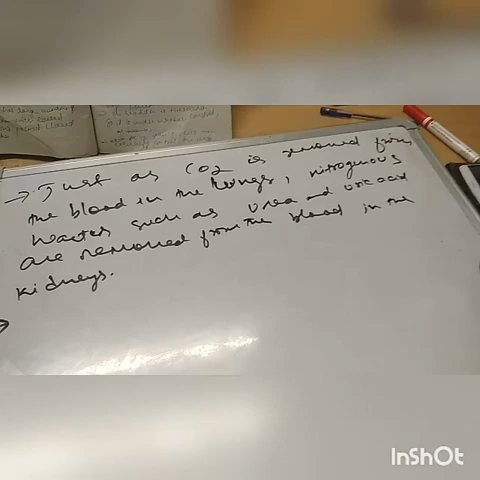 → Just as CO2 is removed from
the blood in the lungs, nitrogenous
wastes such as Urea and uric acid
are removed from the blood in the
kidneys.
InShOt